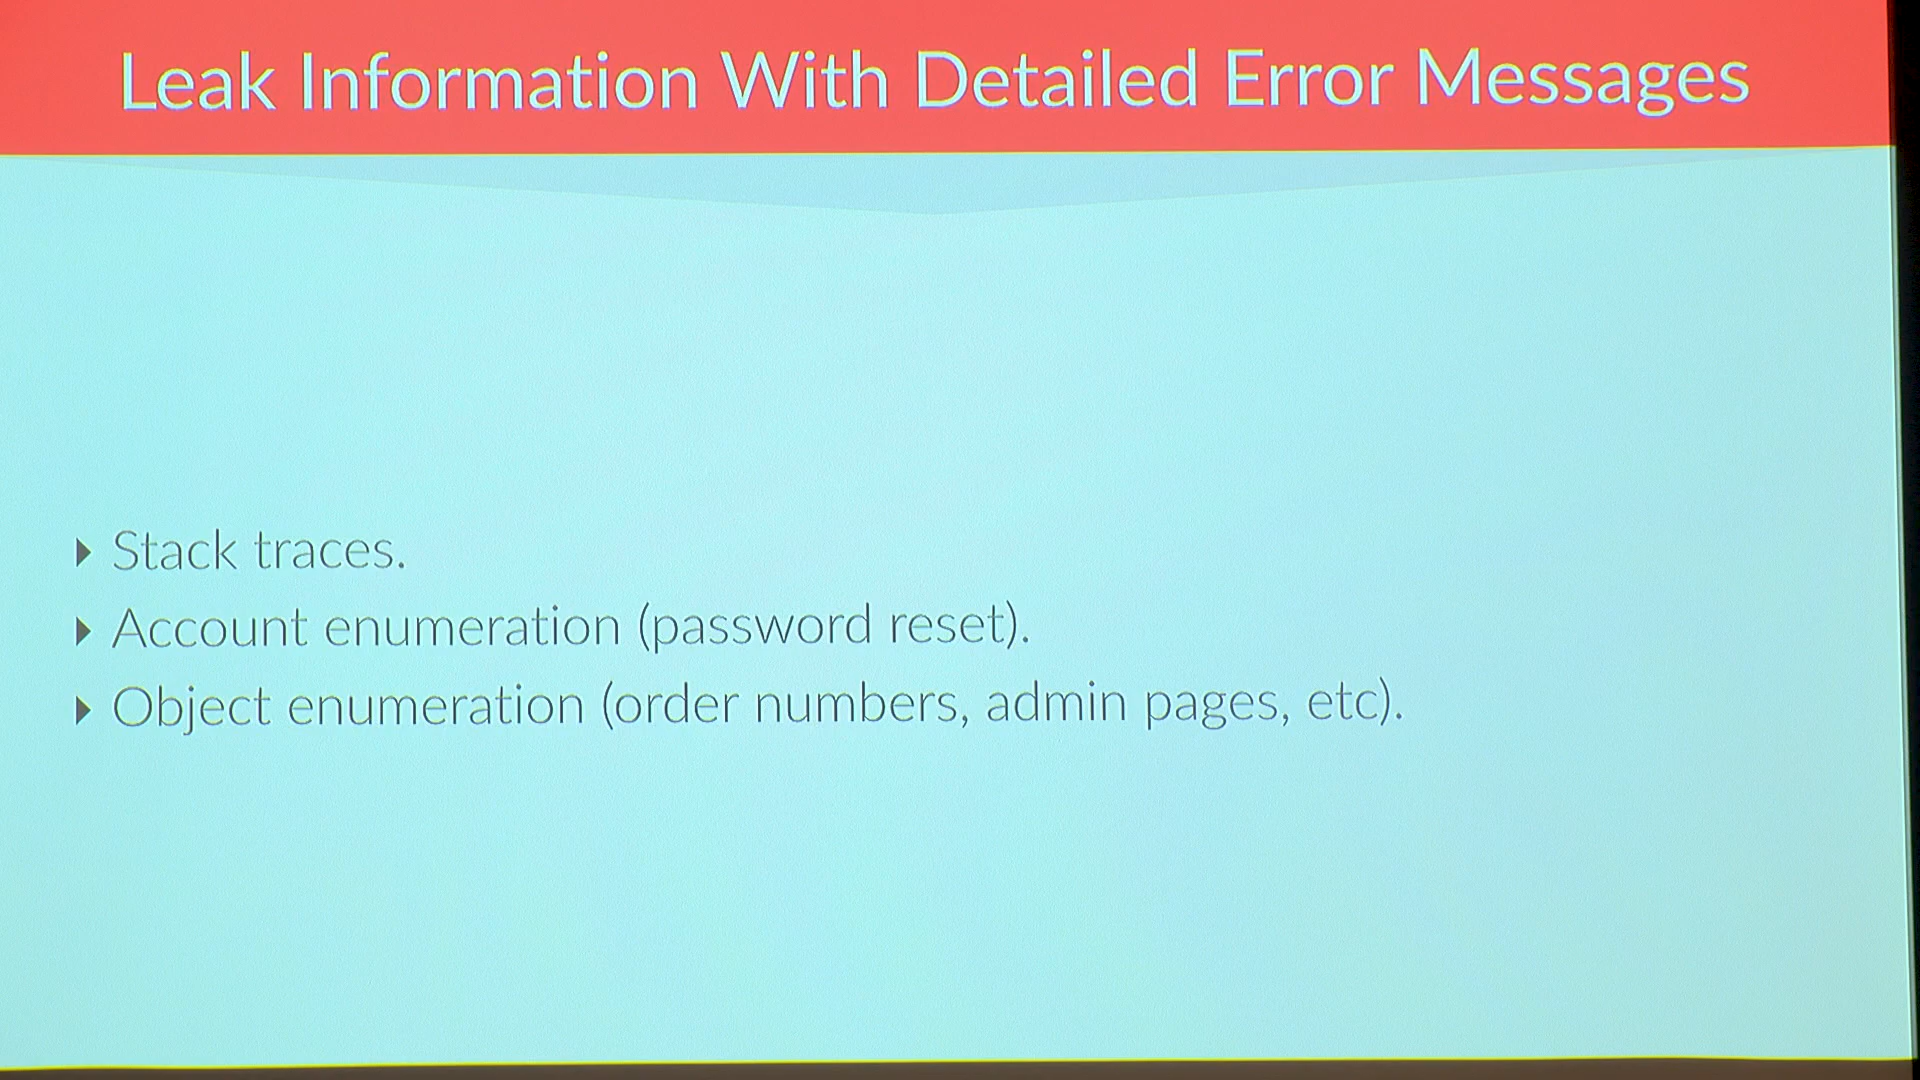 Leak Information With Detailed Error Messages
Stack traces.
Account enumeration (password reset).
Object enumeration (order numbers, admin pages, etc).